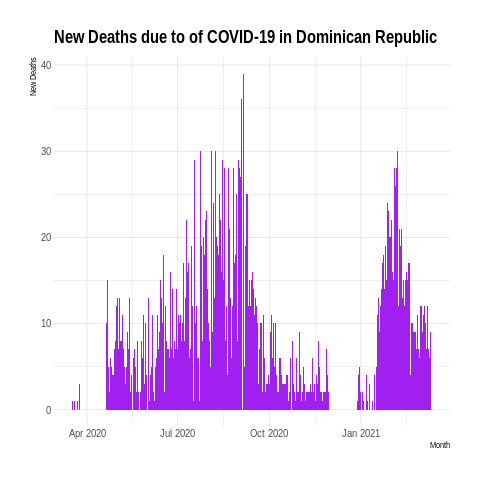 New Deaths due to of COVID-19 in Dominican Republic
New Deaths
40
30
20
10
0
Apr 2020 Jul 2020 Oct 2020 Jan 2021
Month